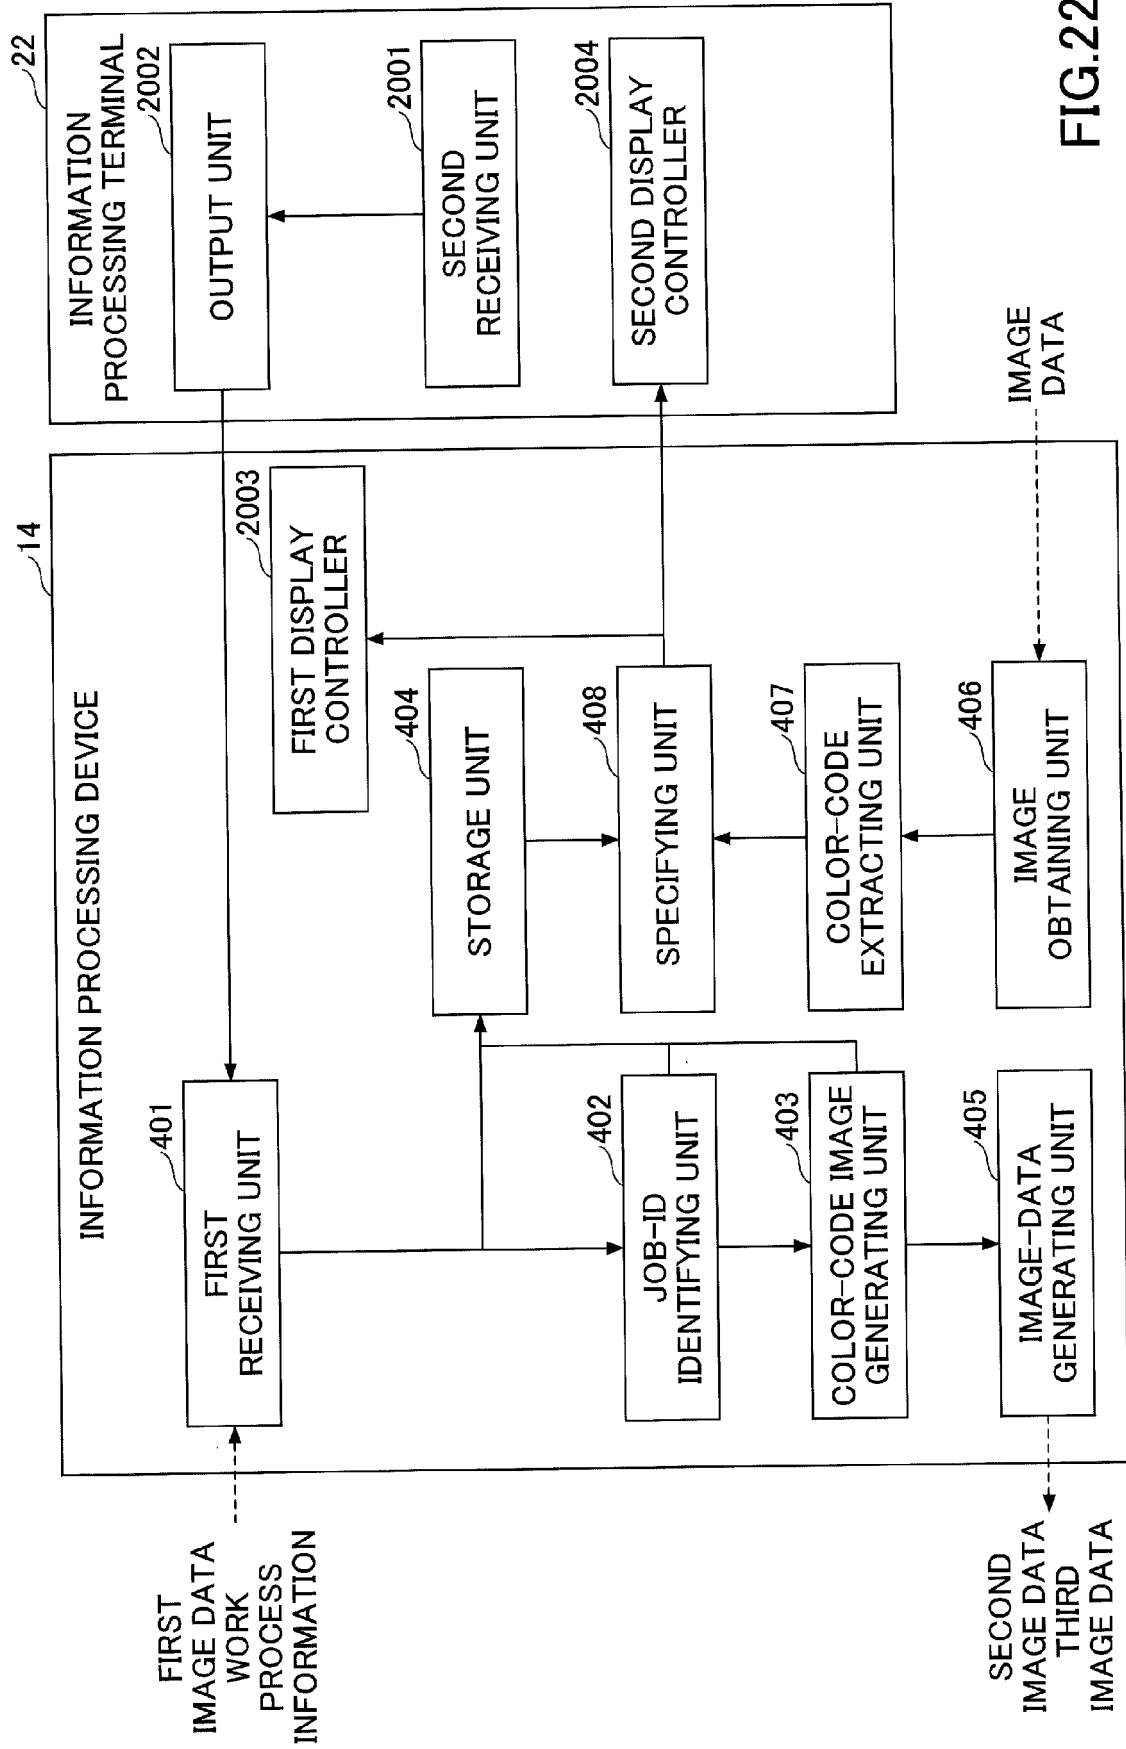 FIG.22
INFORMATION PROCESSING DEVICE
14
FIRST
IMAGE DATA
WORK
PROCESS
INFORMATION
401
FIRST
RECEIVING UNIT
2003
FIRST DISPLAY
CONTROLLER
404
STORAGE UNIT
402
JOB-ID
IDENTIFYING UNIT
408
SPECIFYING UNIT
403
COLOR-CODE IMAGE
GENERATING UNIT
407
COLOR-CODE
EXTRACTING UNIT
405
IMAGE-DATA
GENERATING UNIT
406
IMAGE
OBTAINING UNIT
SECOND
IMAGE DATA
THIRD
IMAGE DATA
IMAGE
DATA
22
INFORMATION
PROCESSING TERMINAL
2002
OUTPUT UNIT
2001
SECOND
RECEIVING UNIT
2004
SECOND DISPLAY
CONTROLLER